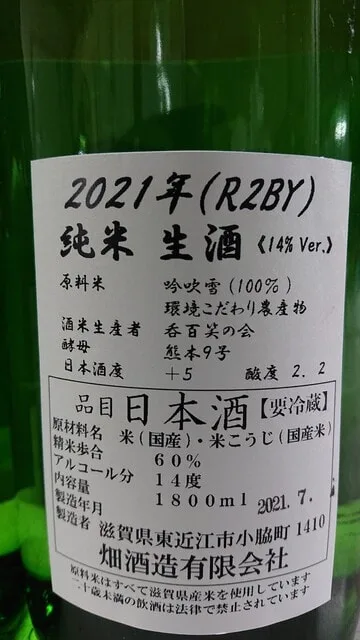 2021年(R2BY)
純米 生酒《14% Ver.》
原料米 吟吹雪(100%)
環境こだわり農産物
酒米生産者 呑百笑の会
酵母 熊本9号
日本酒度 +5 酸度 2.2
品目 日本酒【要冷蔵】
原材料名 米(国産)・米こうじ(国産米)
精米歩合 60%
アルコール分 14度
内容量 1800ml
製造年月 2021.7.
製造者 滋賀県東近江市小脇町1410
畑酒造有限会社
原料米はすべて滋賀県産米を使用しています
二十歳未満の飲酒は法律で禁止されています